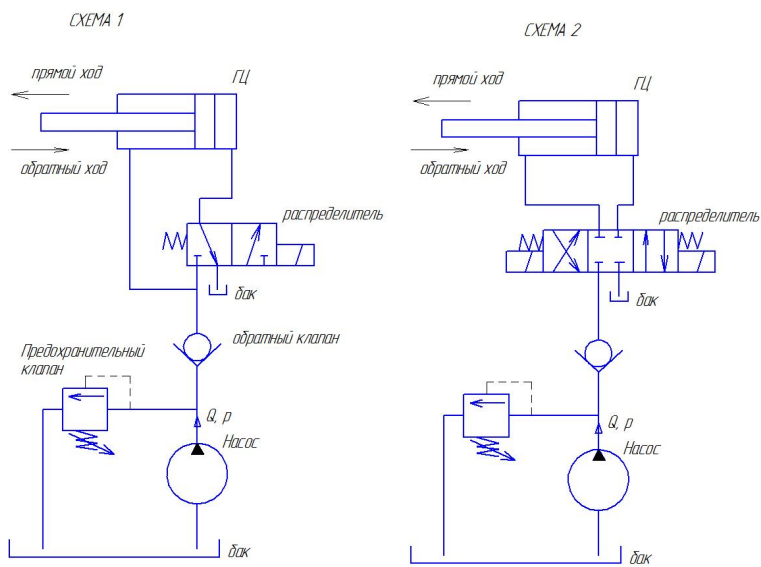 СХЕМА 1
прямой ход
ГЦ
обратный ход
распределитель
бак
обратный клапан
Предохранительный
клапан
Q, p
Насос
бак
СХЕМА 2
прямой ход
ГЦ
обратный ход
распределитель
бак
Q, p
Насос
бак